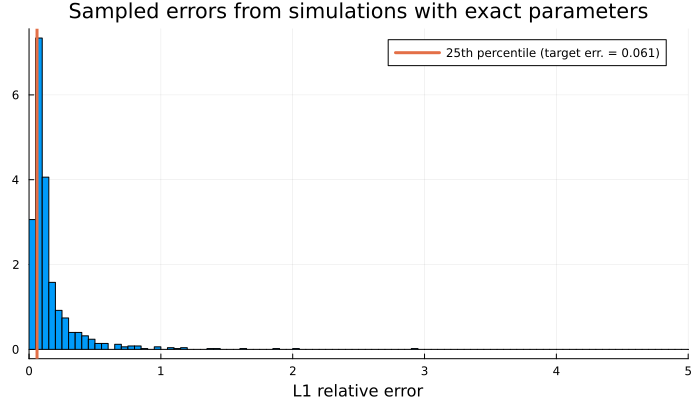 Sampled errors from simulations with exact parameters
25th percentile (target err. = 0.061)
6
4
2
0
0 1 2 3 4 5
L1 relative error